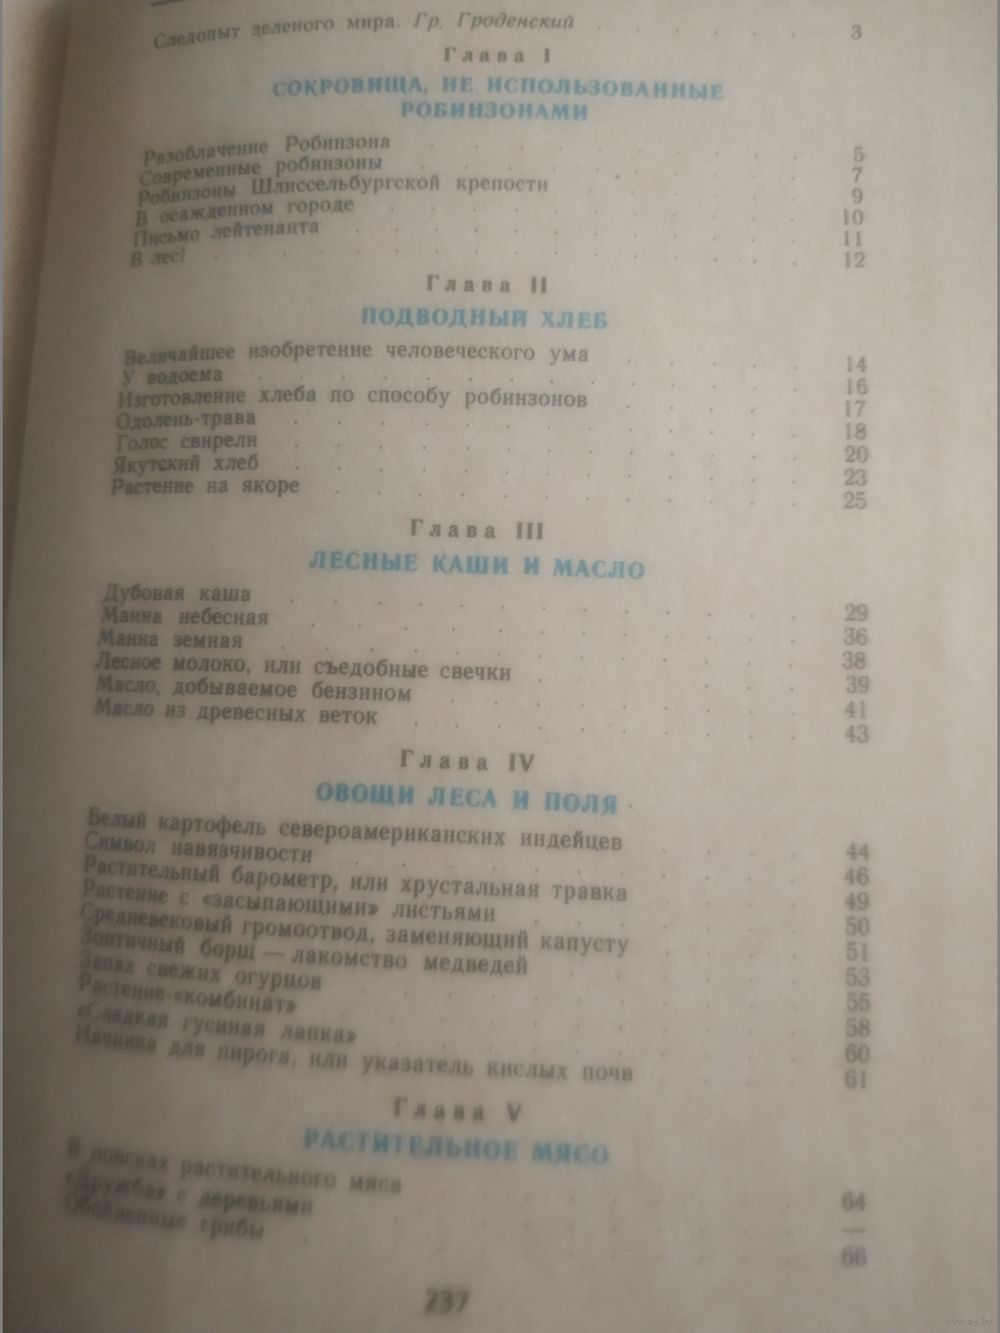 Следопыт зеленого мира. Гр. Гроденский . . . . . . 3
Глава I
СОКРОВИЩА, НЕ ИСПОЛЬЗОВАННЫЕ
РОБИНЗОНАМИ
Разоблачение Робинзона 5
Современные робинзоны 7
Робинзоны Шлиссельбургской крепости 9
В осажденном городе 10
Письмо лейтенанта 11
В лес! 12
Глава II
ПОДВОДНЫЙ ХЛЕБ
Величайшее изобретение человеческого ума 14
У водоема 16
Изготовление хлеба по способу робинзонов 17
Одолень-трава 18
Голос свирели 20
Якутский хлеб 23
Растение на якоре 25
Глава III
ЛЕСНЫЕ КАШИ И МАСЛО
Дубовая каша 29
Манна небесная 36
Манна земная 38
Лесное молоко, или съедобные свечки 39
Масло, добываемое бензином 41
Масло из древесных веток 43
Глава IV
ОВОЩИ ЛЕСА И ПОЛЯ
Белый картофель североамериканских индейцев 44
Символ навязчивости 46
Растительный барометр, или хрустальная травка 49
Растение с «засыпающими» листьями 50
Средневековый громоотвод, заменяющий капусту 51
Зонтичный борщ — лакомство медведей 53
Запах свежих огурцов 55
Растение-«комбинат» 58
«Сладкая гусиная лапка» 60
Начинка для пирога, или указатель кислых почв 61
Глава V
РАСТИТЕЛЬНОЕ МЯСО
В поисках растительного мяса 64
«Дружба» с деревьями —
Обойденные грибы 66
237
www.ay.by